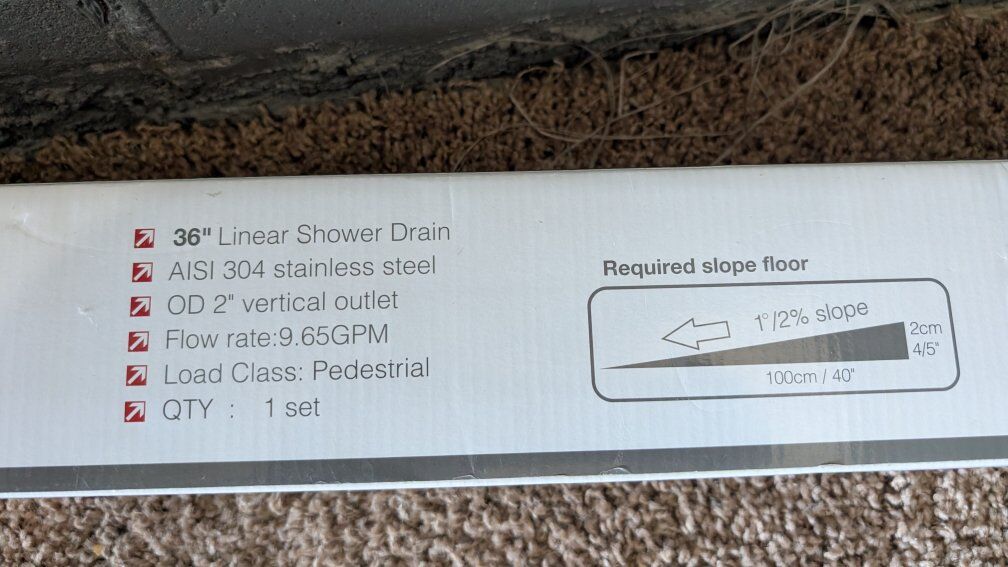 36" Linear Shower Drain
AISI 304 stainless steel
OD 2" vertical outlet
Flow rate:9.65GPM
Load Class: Pedestrial
QTY : 1 set
Required slope floor
1°/2% slope
2cm
4/5"
100cm / 40"